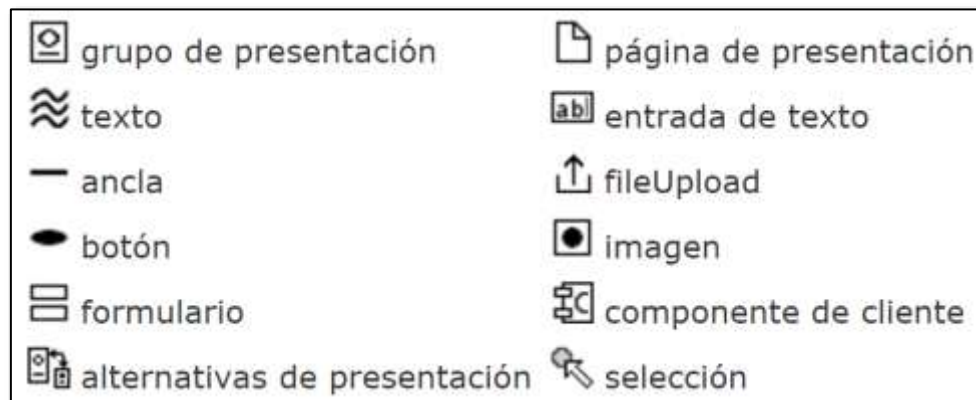 grupo de presentación
página de presentación
texto
ab entrada de texto
ancla
fileUpload
botón
imagen
formulario
C componente de cliente
alternativas de presentación
selección